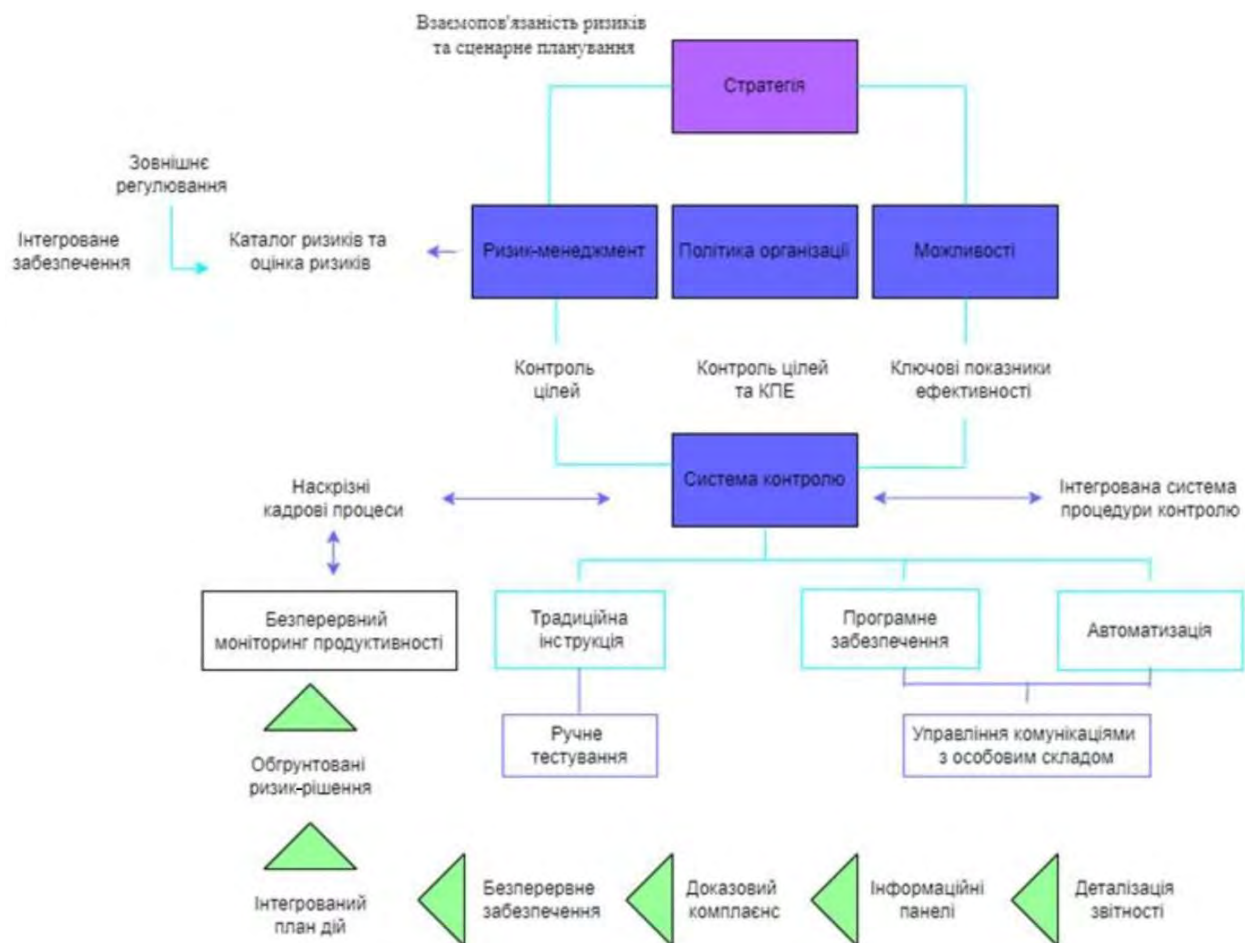 Взаємопов'язаність ризиків
та сценарне планування
Стратегія
Зовнішнє
регулювання
Інтегроване
забезпечення
Каталог ризиків та
оцінка ризиків
Ризик-менеджмент
Політика організації
Можливості
Контроль
цілей
Контроль цілей
та КПЕ
Ключові показники
ефективності
Система контролю
Наскрізні
кадрові процеси
Інтегрована система
процедури контролю
Безперервний
моніторинг продуктивності
Традиційна
інструкція
Програмне
забезпечення
Автоматизація
Ручне
тестування
Управління комунікаціями
з особовим складом
Обгрунтовані
ризик-рішення
Інтегрований
план дій
Безперервне
забезпечення
Доказовий
комплаєнс
Інформаційні
панелі
Деталізація
звітності